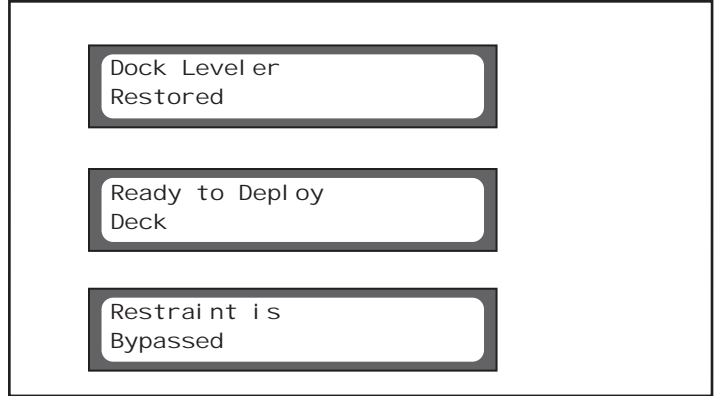 Dock Leveler
Restored
Ready to Deploy
Deck
Restraint is
Bypassed